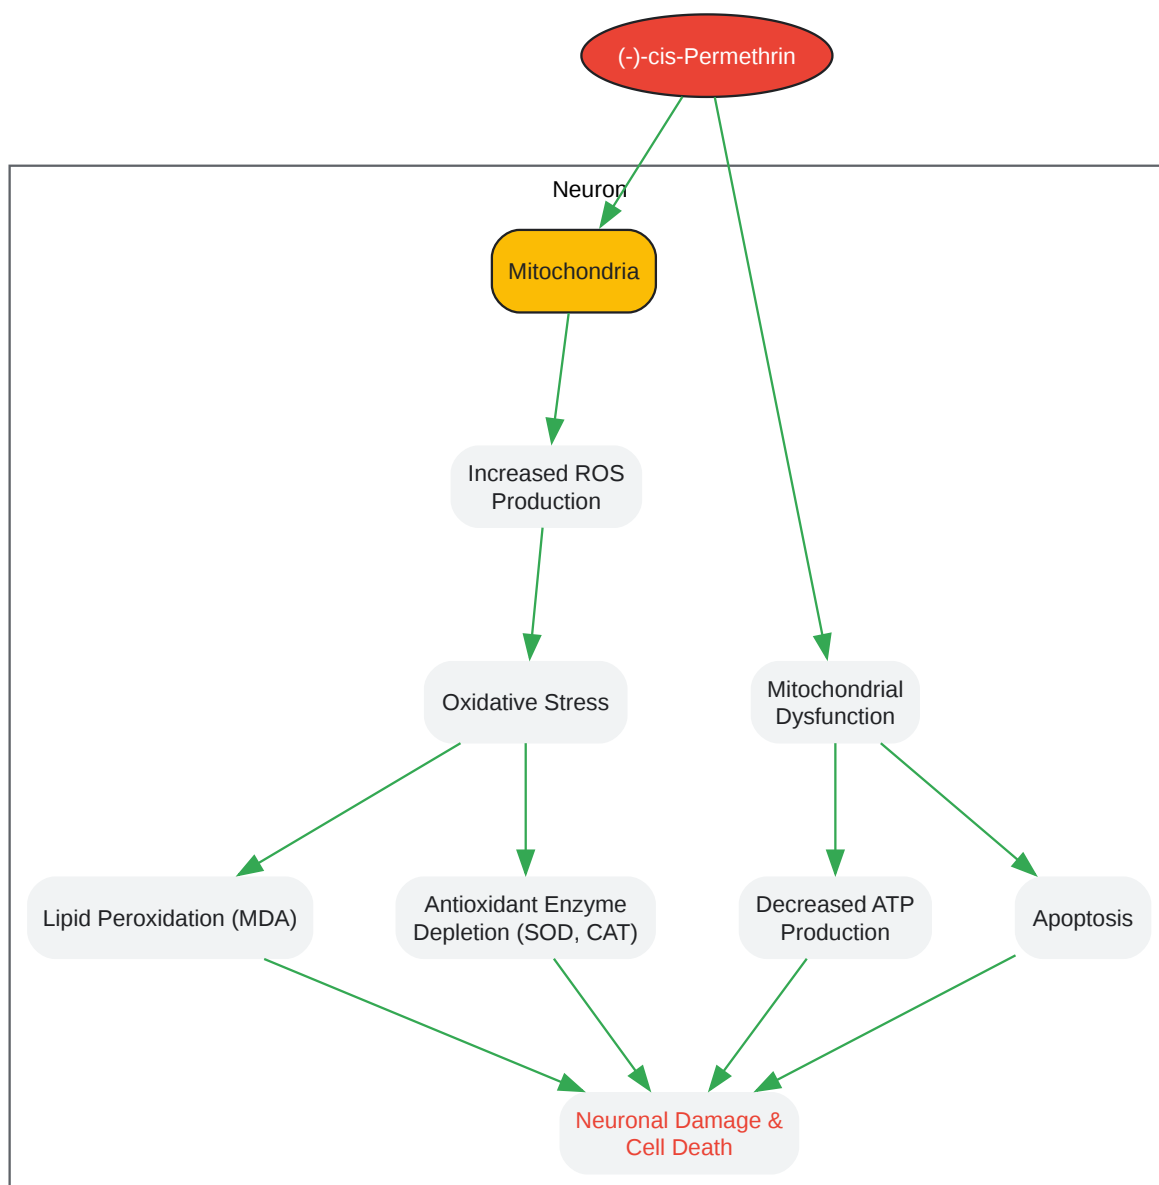 (-)-cis-Permethrin
Neuron
Mitochondria
Increased ROS
Production
Oxidative Stress
Mitochondrial
Dysfunction
Lipid Peroxidation (MDA)
Antioxidant Enzyme
Depletion (SOD, CAT)
Decreased ATP
Production
Apoptosis
Neuronal Damage &
Cell Death